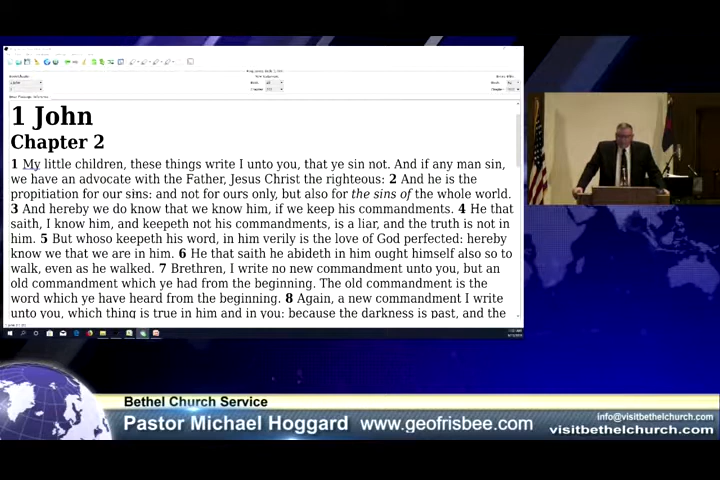 1 John
Chapter 2
1 My little children, these things write I unto you, that ye sin not. And if any man sin,
we have an advocate with the Father, Jesus Christ the righteous: 2 And he is the
propitiation for our sins: and not for ours only, but also for the sins of the whole world.
3 And hereby we do know that we know him, if we keep his commandments. 4 He that
saith, I know him, and keepeth not his commandments, is a liar, and the truth is not in
him. 5 But whoso keepeth his word, in him verily is the love of God perfected: hereby
know we that we are in him. 6 He that saith he abideth in him ought himself also so to
walk, even as he walked. 7 Brethren, I write no new commandment unto you, but an
old commandment which ye had from the beginning. The old commandment is the
word which ye have heard from the beginning. 8 Again, a new commandment I write
unto you, which thing is true in him and in you: because the darkness is past, and the
Bethel Church Service
Pastor Michael Hoggard www.geofrisbee.com
info@visitbethelchurch.com
visitbethelchurch.com